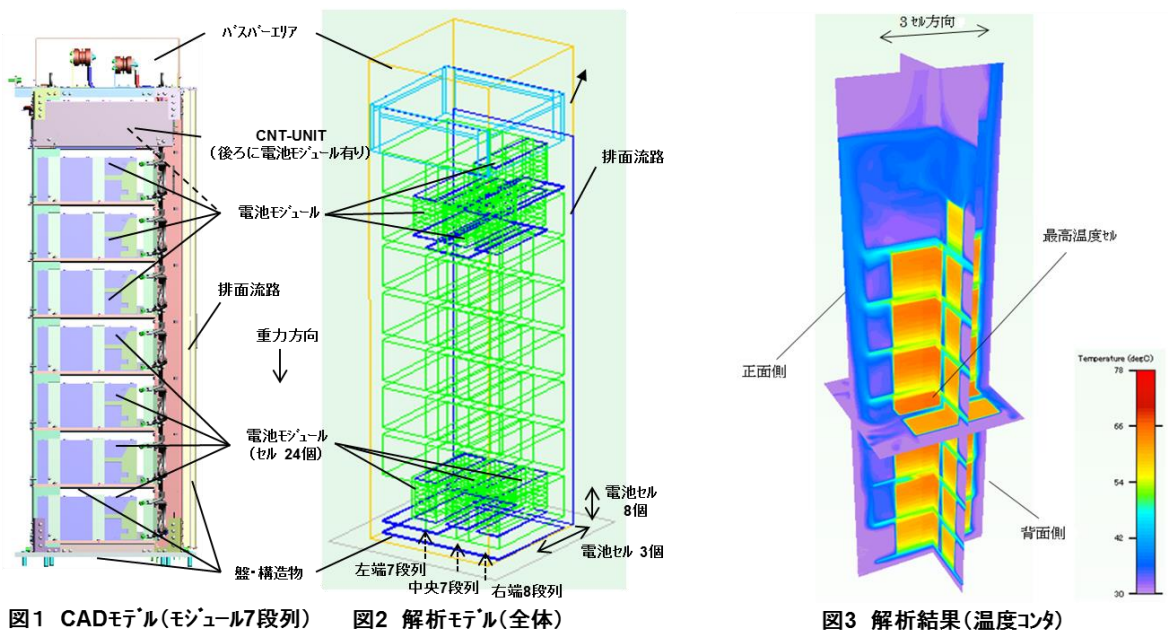 バスバーエリア
CNT-UNIT
(後ろに電池モジュール有り)
電池モジュール
排面流路
重力方向
電池モジュール
(セル 24個)
盤・構造物
図1 CADモデル(モジュール7段列)
排面流路
電池セル
8個
電池セル 3個
左端7段列
中央7段列
右端8段列
図2 解析モデル(全体)
3セル方向
最高温度セル
正面側
背面側
Temperature (degC)
78
66
54
42
30
図3 解析結果(温度コンタ)